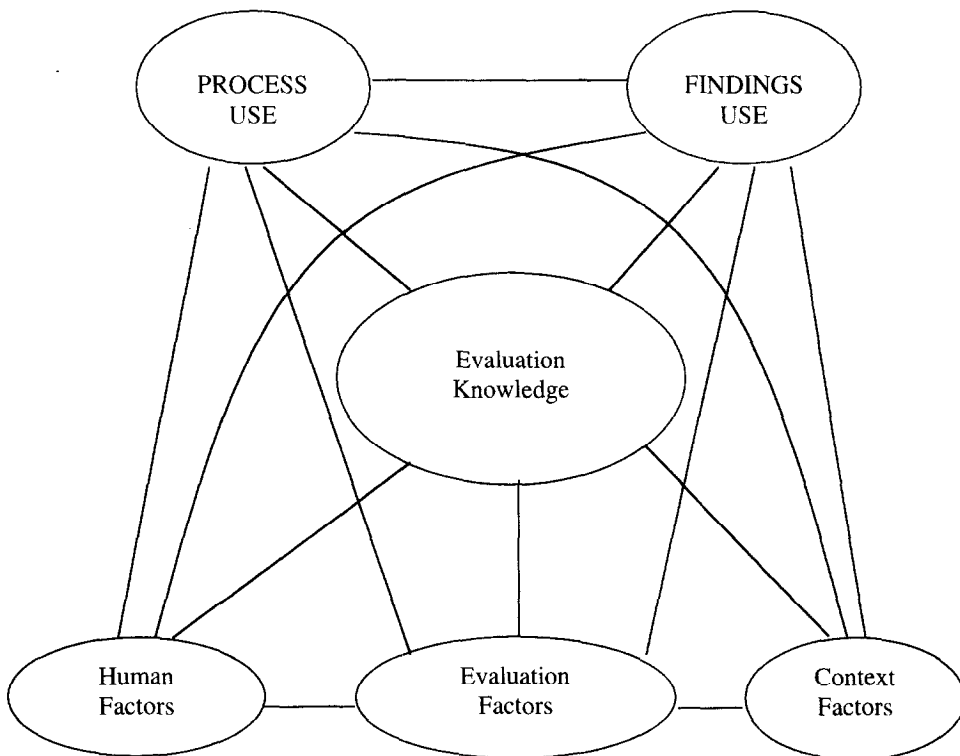 PROCESS
USE
FINDINGS
USE
Evaluation
Knowledge
Human
Factors
Evaluation
Factors
Context
Factors